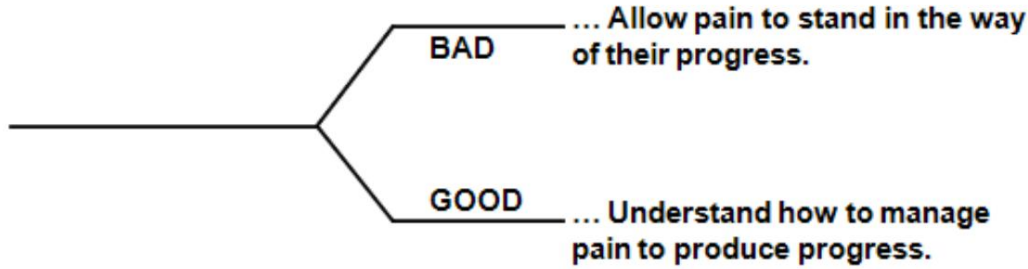 BAD
... Allow pain to stand in the way
of their progress.
GOOD
... Understand how to manage
pain to produce progress.